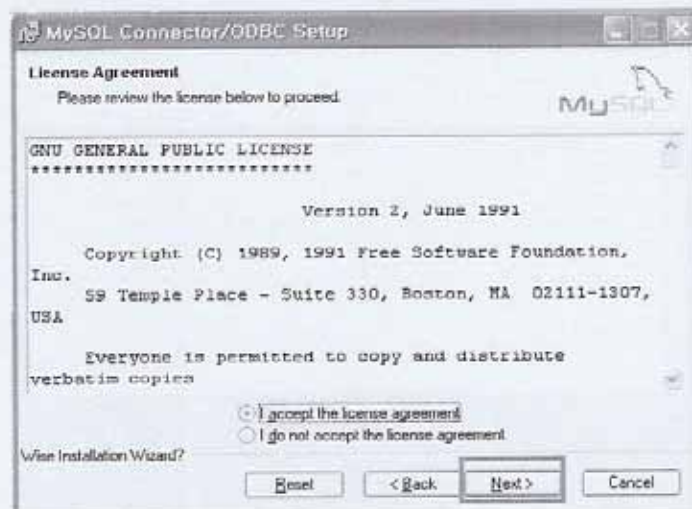 MySQL Connector/ODBC Setup
License Agreement
Please review the license below to proceed.
MySQL
GNU GENERAL PUBLIC LICENSE
**************************
Version 2, June 1991
Copyright (C) 1989, 1991 Free Software Foundation,
Inc.
59 Temple Place - Suite 330, Boston, MA 02111-1307,
USA
Everyone is permitted to copy and distribute
verbatim copies
I accept the license agreement
I do not accept the license agreement
Wise Installation Wizard?
Reset
< Back
Next >
Cancel